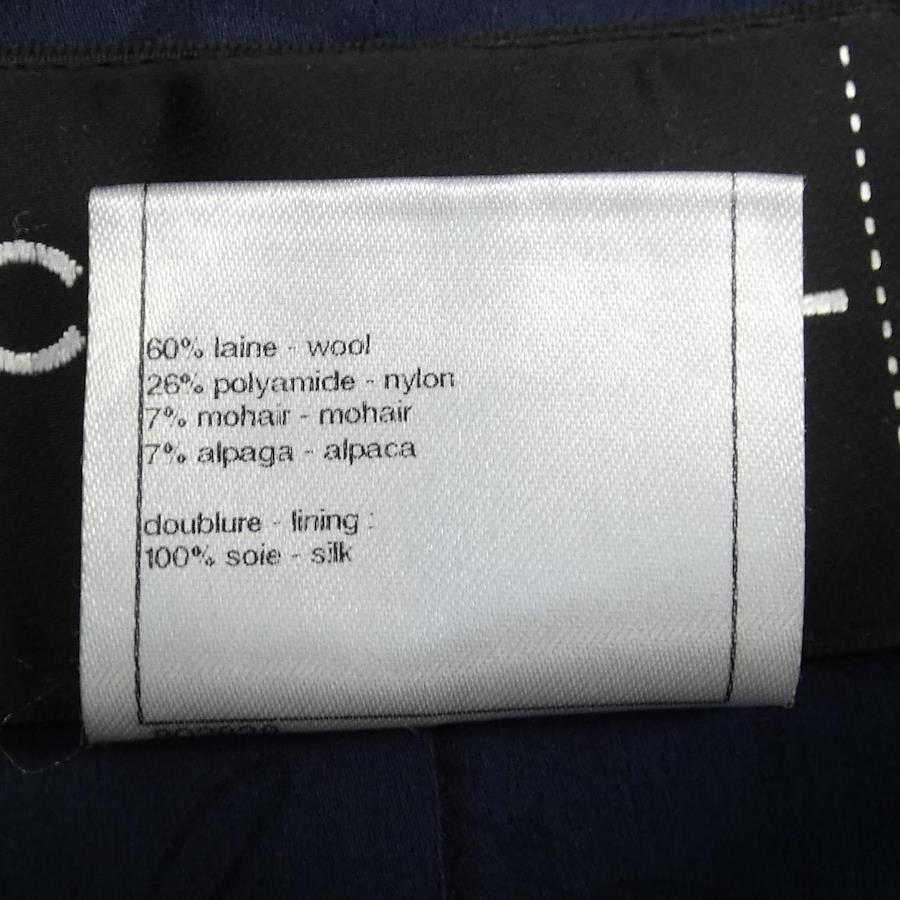 60% laine - wool
26% polyamide - nylon
7% mohair - mohair
7% alpaga - alpaca
doublure - lining :
100% soie - silk